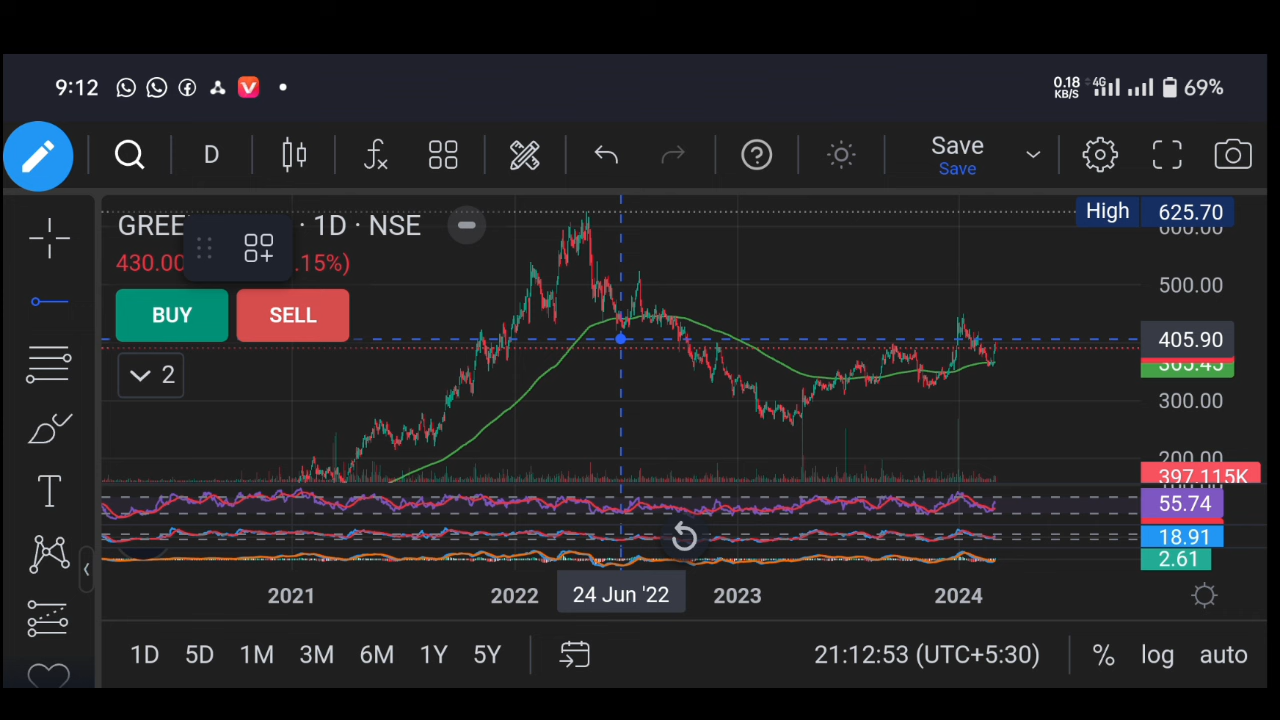 9:12
0.18
KB/S
4G
69%
D
Save
Save
GREE · 1D · NSE
430.00 .15%)
BUY
SELL
2
High 625.70
600.00
500.00
405.90
365.45
300.00
200.00
397.115K
55.74
18.91
2.61
2021 2022 24 Jun '22 2023 2024
1D 5D 1M 3M 6M 1Y 5Y
21:12:53 (UTC+5:30)
% log auto